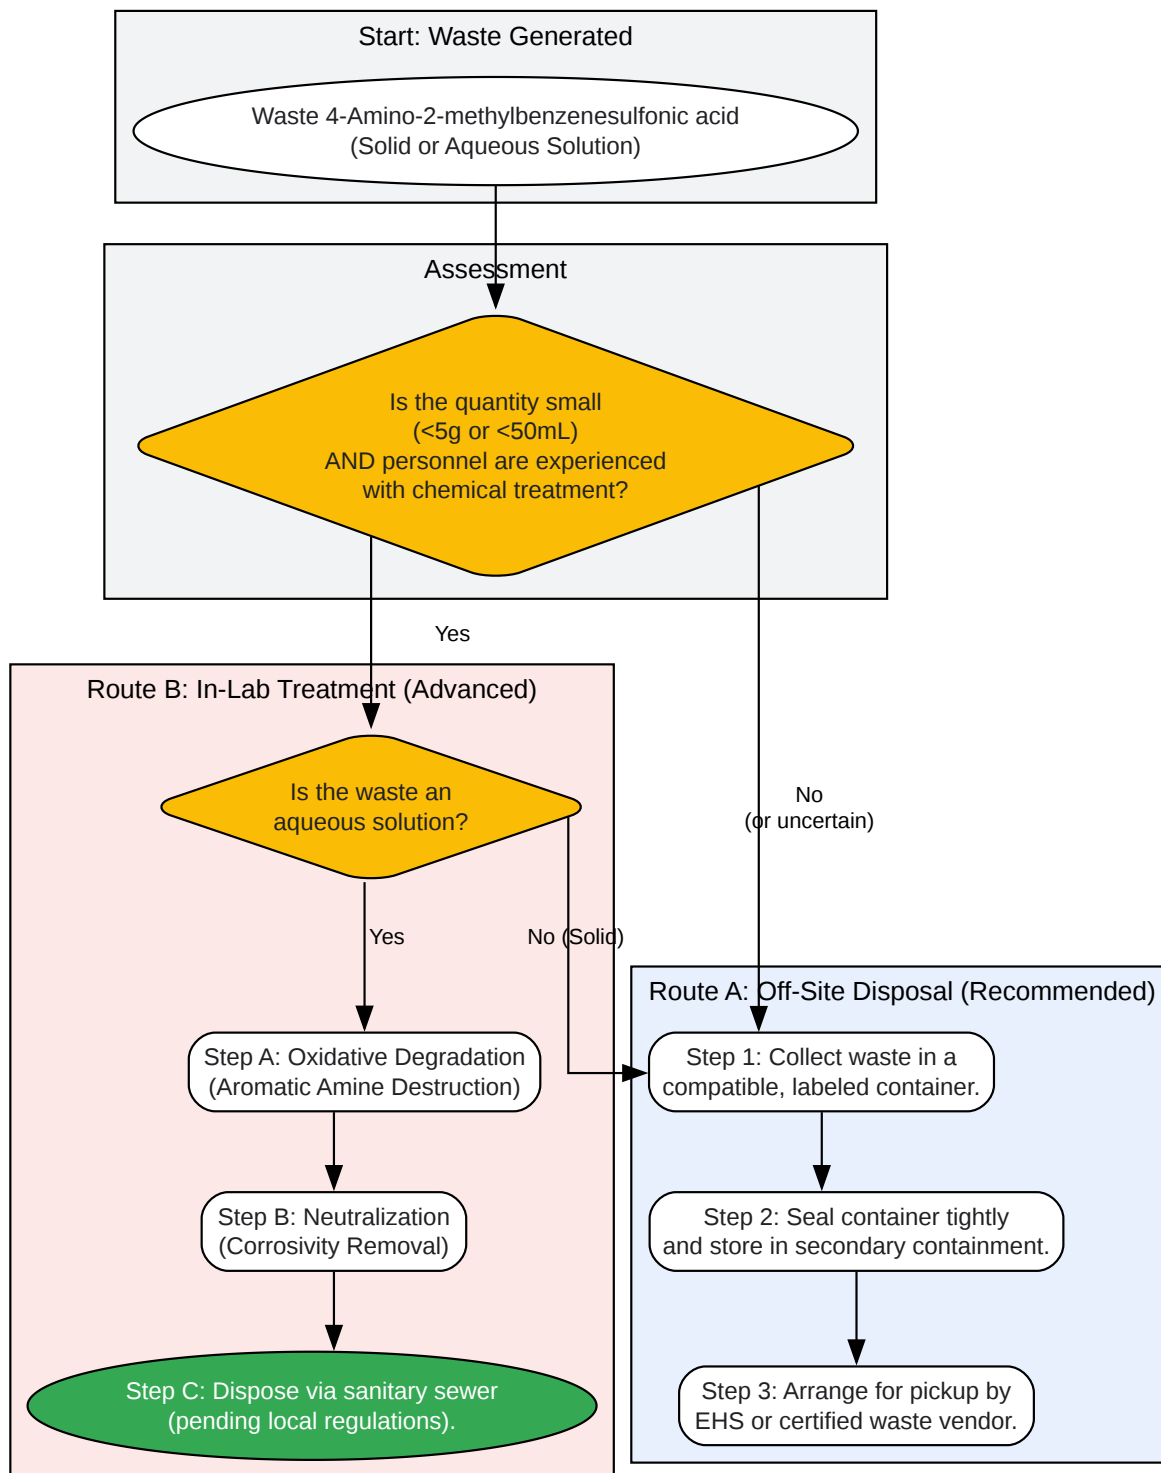 Start: Waste Generated
Waste 4-Amino-2-methylbenzenesulfonic acid
(Solid or Aqueous Solution)
Assessment
Is the quantity small
(<5g or <50mL)
AND personnel are experienced
with chemical treatment?
Yes
No
(or uncertain)
Route B: In-Lab Treatment (Advanced)
Is the waste an
aqueous solution?
Yes
No (Solid)
Step A: Oxidative Degradation
(Aromatic Amine Destruction)
Step B: Neutralization
(Corrosivity Removal)
Step C: Dispose via sanitary sewer
(pending local regulations).
Route A: Off-Site Disposal (Recommended)
Step 1: Collect waste in a
compatible, labeled container.
Step 2: Seal container tightly
and store in secondary containment.
Step 3: Arrange for pickup by
EHS or certified waste vendor.